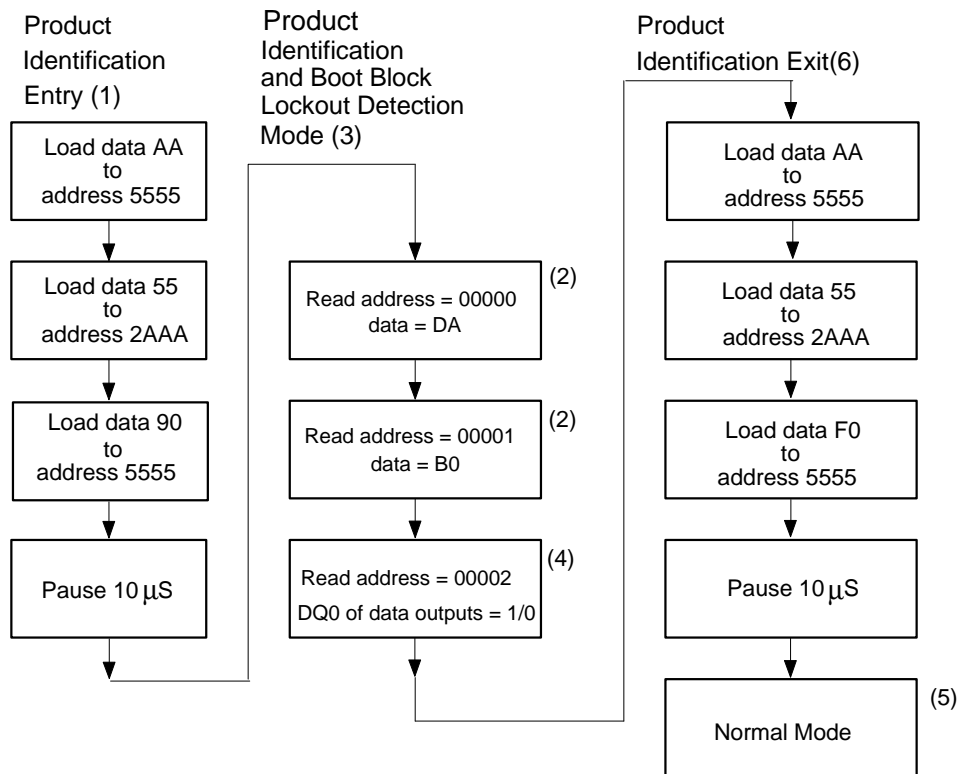 Product
Identification
Entry (1)
Load data AA
to
address 5555
Load data 55
to
address 2AAA
Load data 90
to
address 5555
Pause 10 μS
Product
Identification
and Boot Block
Lockout Detection
Mode (3)
(2)
Read address = 00000
data = DA
(2)
Read address = 00001
data = B0
(4)
Read address = 00002
DQ0 of data outputs = 1/0
Product
Identification Exit(6)
Load data AA
to
address 5555
Load data 55
to
address 2AAA
Load data F0
to
address 5555
Pause 10 μS
(5)
Normal Mode